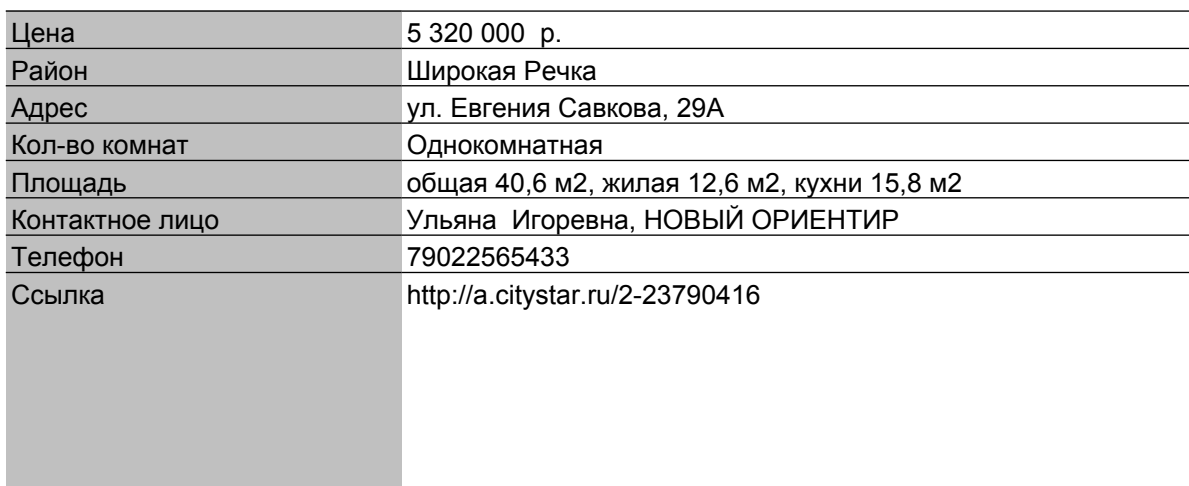 Цена 5 320 000  р.
Район Широкая Речка
Адрес ул. Евгения Савкова, 29А
Кол-во комнат Однокомнатная
Площадь общая 40,6 м2, жилая 12,6 м2, кухни 15,8 м2
Контактное лицо Ульяна  Игоревна, НОВЫЙ ОРИЕНТИР
Телефон 79022565433
Ссылка http://a.citystar.ru/2-23790416